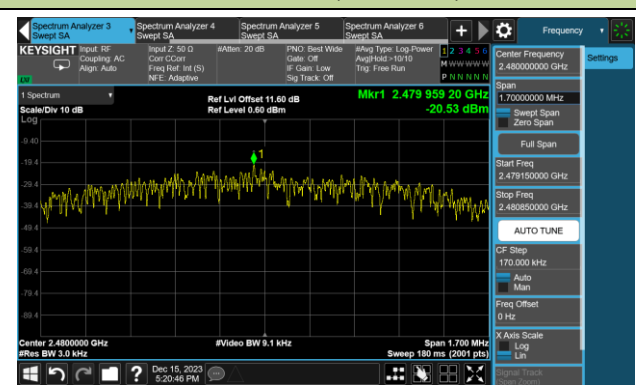 Spectrum Analyzer 3
Swept SA
Spectrum Analyzer 4
Swept SA
Spectrum Analyzer 5
Swept SA
Spectrum Analyzer 6
Swept SA
Frequency
KEYSIGHT
Input: RF
Coupling: AC
Align: Auto
Input Z: 50 Ω
Corr CCorr
Freq Ref: Int (S)
NFE: Adaptive
#Atten: 20 dB
PNO: Best Wide
Gate: Off
IF Gain: Low
Sig Track: Off
#Avg Type: Log-Power
Avg|Hold:>10/10
Trig: Free Run
1 2 3 4 5 6
M W W W W W
P N N N N N
LXI
1 Spectrum
Scale/Div 10 dB
Log
Ref Lvl Offset 11.60 dB
Ref Level 0.60 dBm
Mkr1 2.479 959 20 GHz
-20.53 dBm
1
-9.40
-19.4
-29.4
-39.4
-49.4
-59.4
-69.4
-79.4
-89.4
Center 2.4800000 GHz
#Res BW 3.0 kHz
#Video BW 9.1 kHz
Span 1.700 MHz
Sweep 180 ms (2001 pts)
Center Frequency
2.480000000 GHz
Settings
Span
1.70000000 MHz
Swept Span
Zero Span
Full Span
Start Freq
2.479150000 GHz
Stop Freq
2.480850000 GHz
AUTO TUNE
CF Step
170.000 kHz
Auto
Man
Freq Offset
0 Hz
X Axis Scale
Log
Lin
Signal Track
(Span Zoom)
Dec 15, 2023
5:20:46 PM